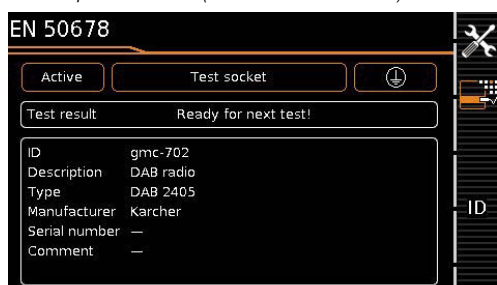 EN 50678
Active Test socket
Test result Ready for next test!
ID gmc-702
Description DAB radio
Type DAB 2405
Manufacturer Karcher
Serial number —
Comment —
ID